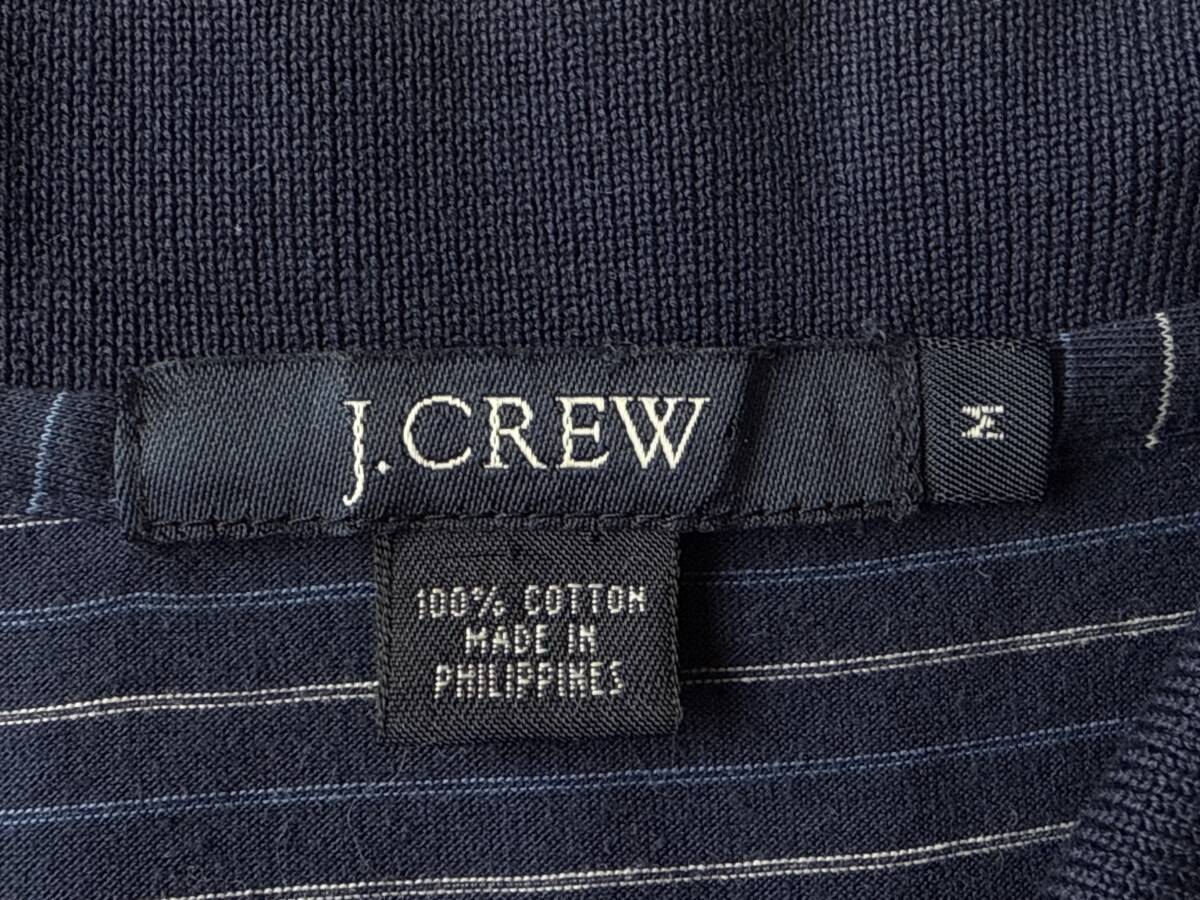 J.CREW
M
100% COTTON
MADE IN
PHILIPPINES